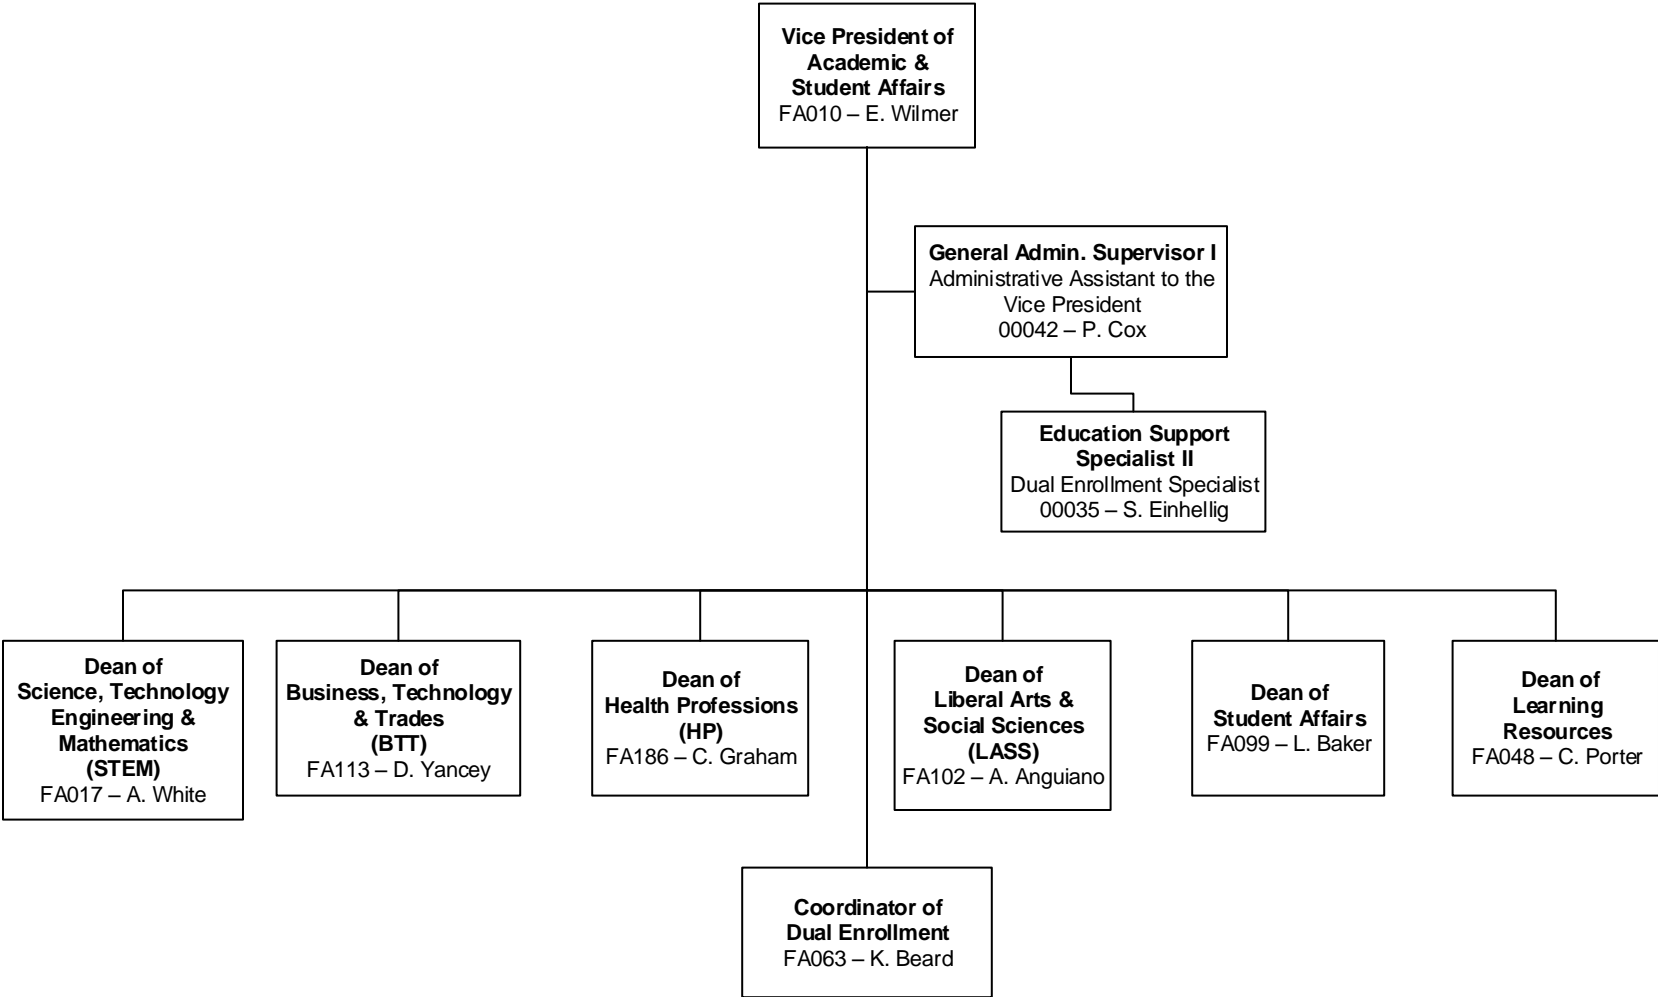 Vice President of
Academic &
Student Affairs
FA010 – E. Wilmer
General Admin. Supervisor I
Administrative Assistant to the
Vice President
00042 – P. Cox
Education Support
Specialist II
Dual Enrollment Specialist
00035 – S. Einhellig
Dean of
Science, Technology
Engineering &
Mathematics
(STEM)
FA017 – A. White
Dean of
Business, Technology
& Trades
(BTT)
FA113 – D. Yancey
Dean of
Health Professions
(HP)
FA186 – C. Graham
Dean of
Liberal Arts &
Social Sciences
(LASS)
FA102 – A. Anguiano
Dean of
Student Affairs
FA099 – L. Baker
Dean of
Learning
Resources
FA048 – C. Porter
Coordinator of
Dual Enrollment
FA063 – K. Beard